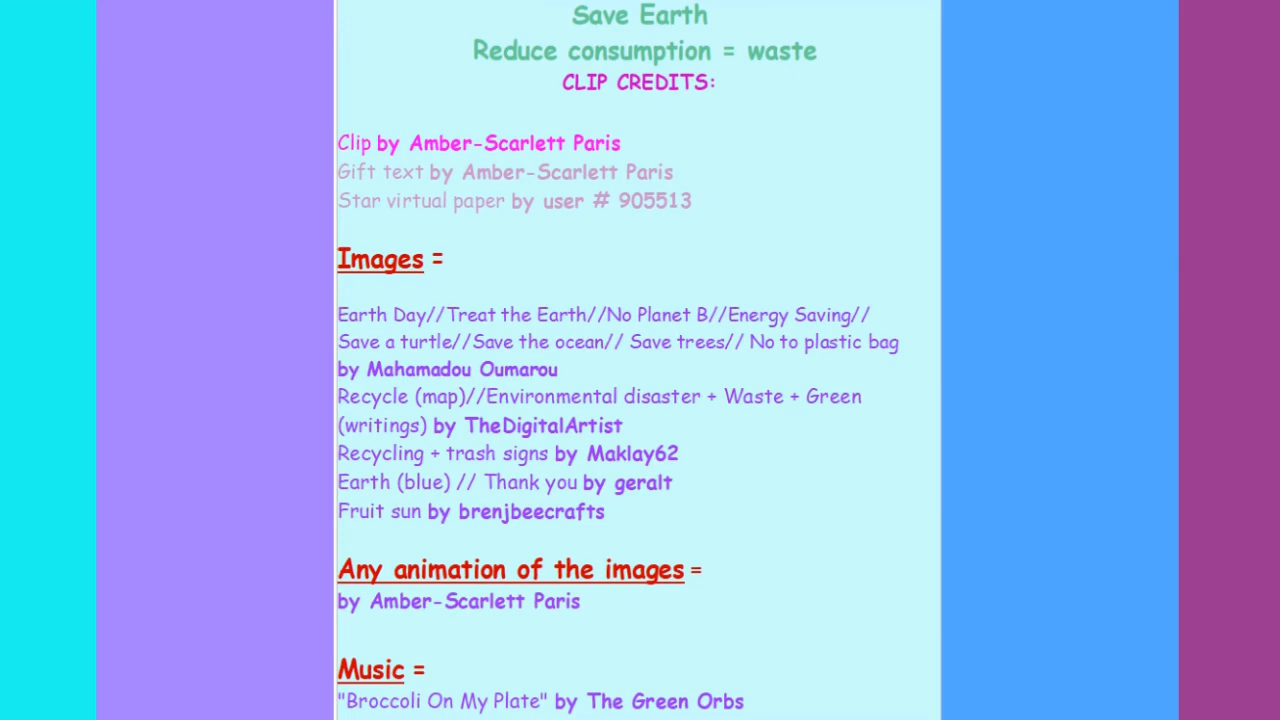 Save Earth
Reduce consumption = waste
CLIP CREDITS:
Clip by Amber-Scarlett Paris
Gift text by Amber-Scarlett Paris
Star virtual paper by user # 905513
Images =
Earth Day//Treat the Earth//No Planet B//Energy Saving//
Save a turtle//Save the ocean// Save trees// No to plastic bag
by Mahamadou Oumarou
Recycle (map)//Environmental disaster + Waste + Green
(writings) by TheDigitalArtist
Recycling + trash signs by Maklay62
Earth (blue) // Thank you by geralt
Fruit sun by brenjbeecrafts
Any animation of the images =
by Amber-Scarlett Paris
Music =
"Broccoli On My Plate" by The Green Orbs